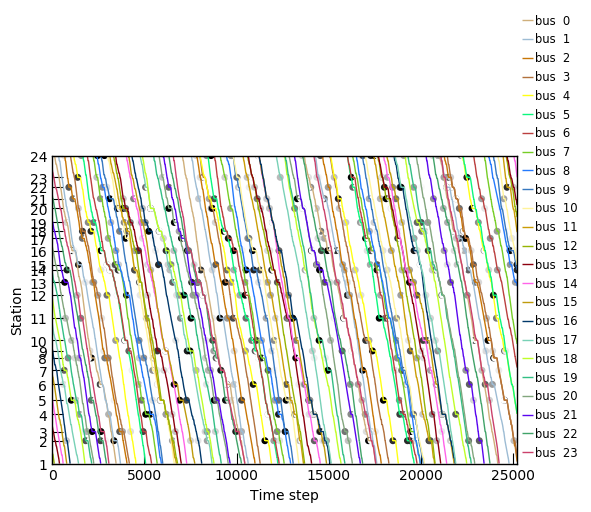 bus 0
bus 1
bus 2
bus 3
bus 4
bus 5
bus 6
bus 7
bus 8
bus 9
bus 10
bus 11
bus 12
bus 13
bus 14
bus 15
bus 16
bus 17
bus 18
bus 19
bus 20
bus 21
bus 22
bus 23
24
23
22
21
20
19
18
17
16
15
14
13
12
11
10
9
8
7
6
5
4
3
2
1
Station
0 5000 10000 15000 20000 25000
Time step